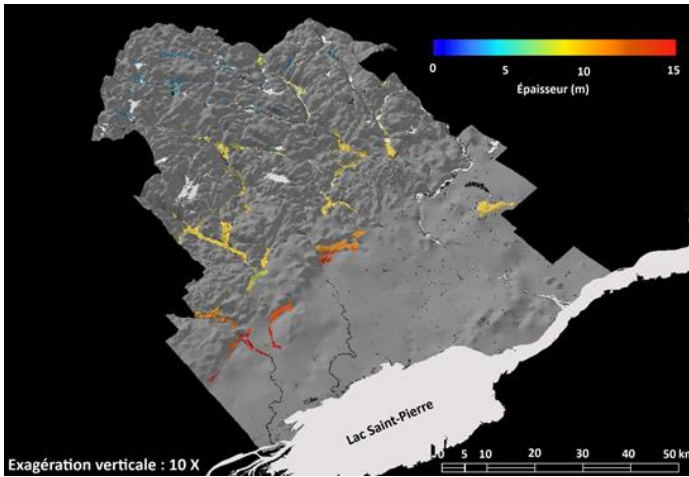 0 5 10 15
Épaisseur (m)
Lac Saint-Pierre
Exagération verticale : 10 X
0 5 10 20 30 40 50 km